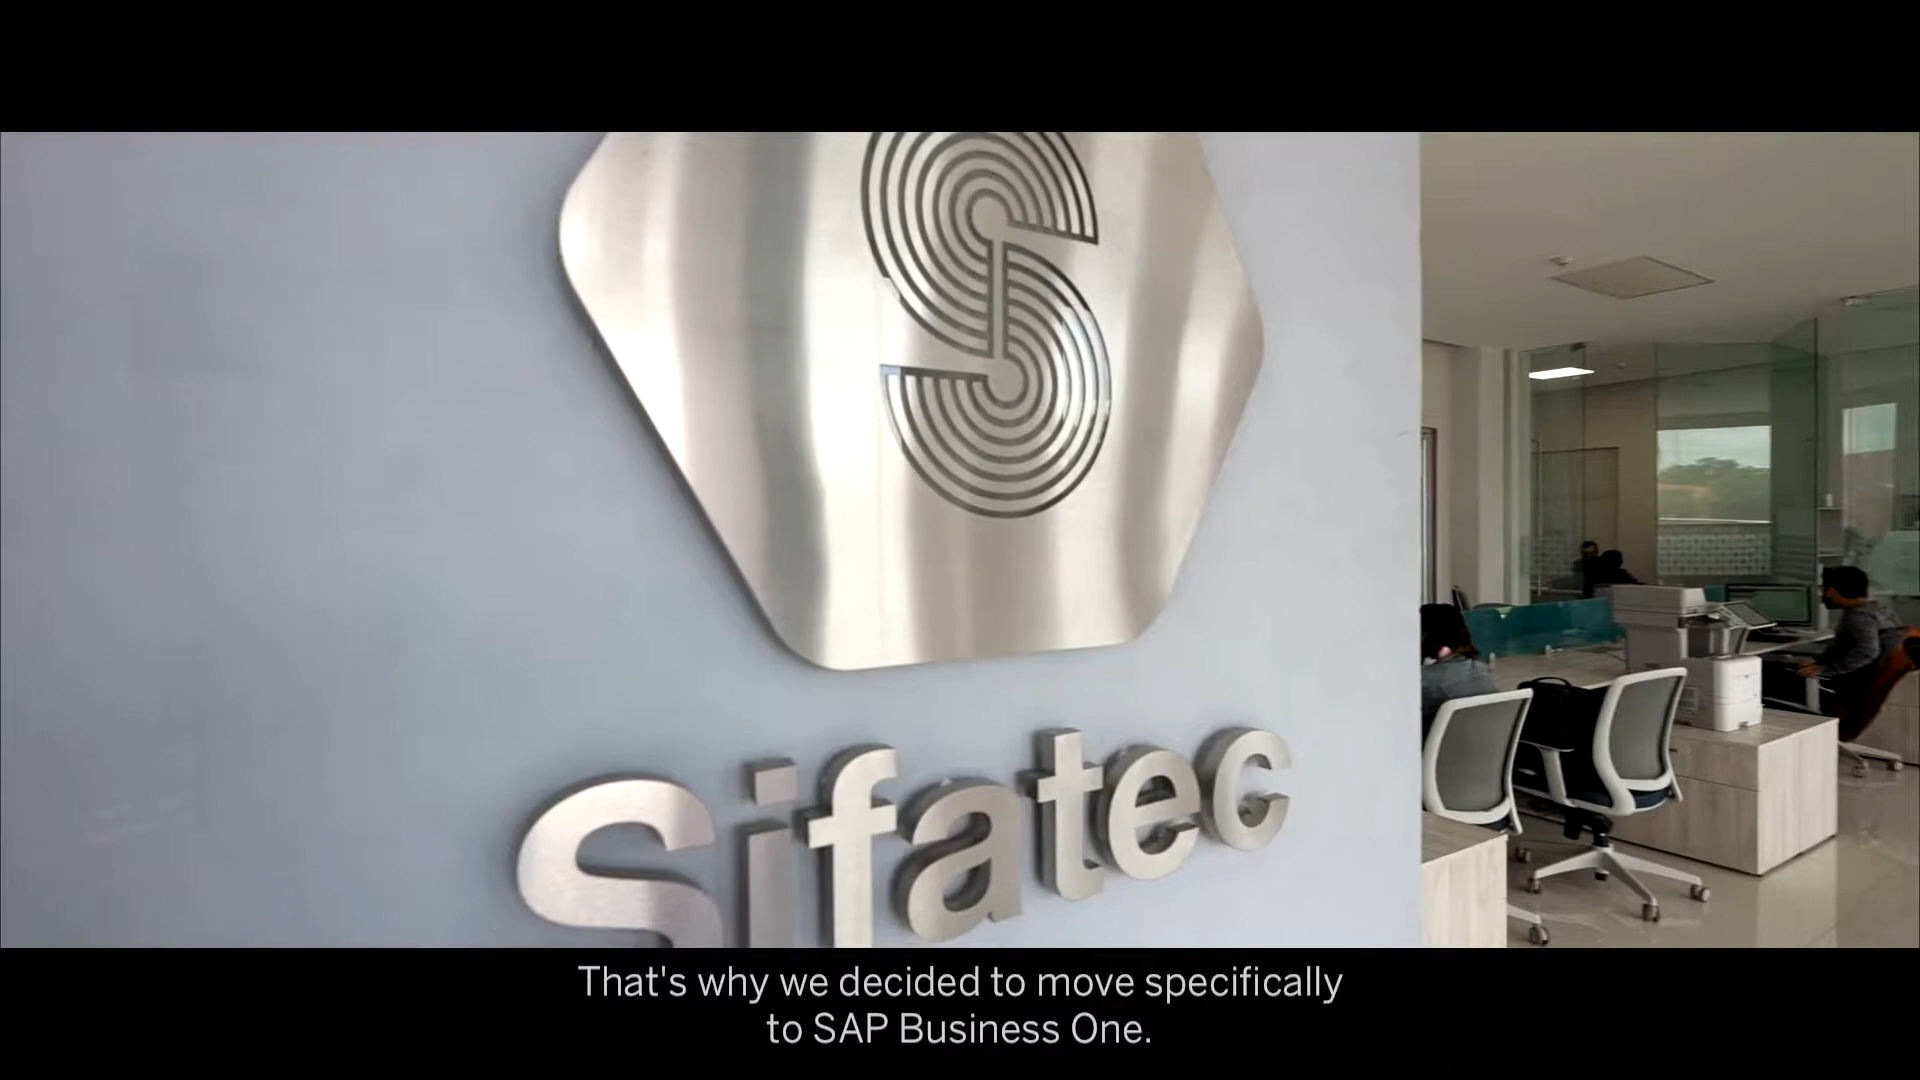 Sifatec
That's why we decided to move specifically
to SAP Business One.